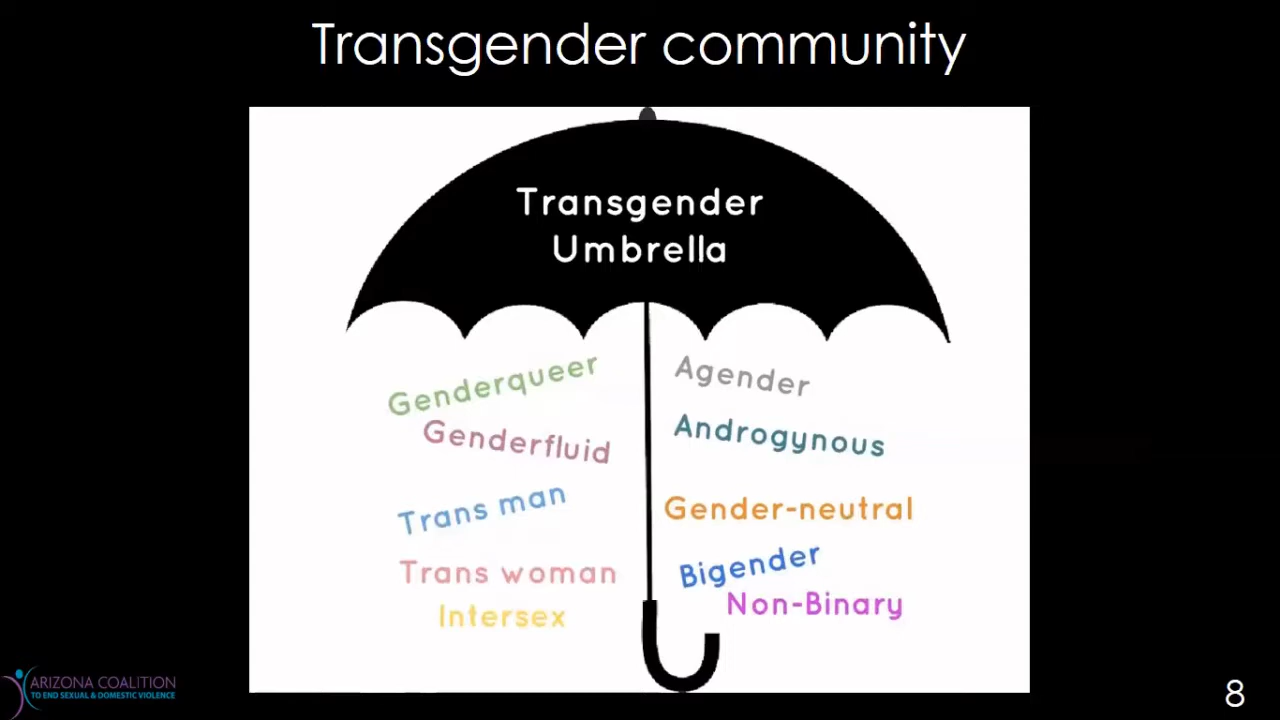 Transgender community
Transgender
Umbrella
Genderqueer
Genderfluid
Trans man
Trans woman
Intersex
Agender
Androgynous
Gender-neutral
Bigender
Non-Binary
ARIZONA COALITION
TO END SEXUAL & DOMESTIC VIOLENCE
8